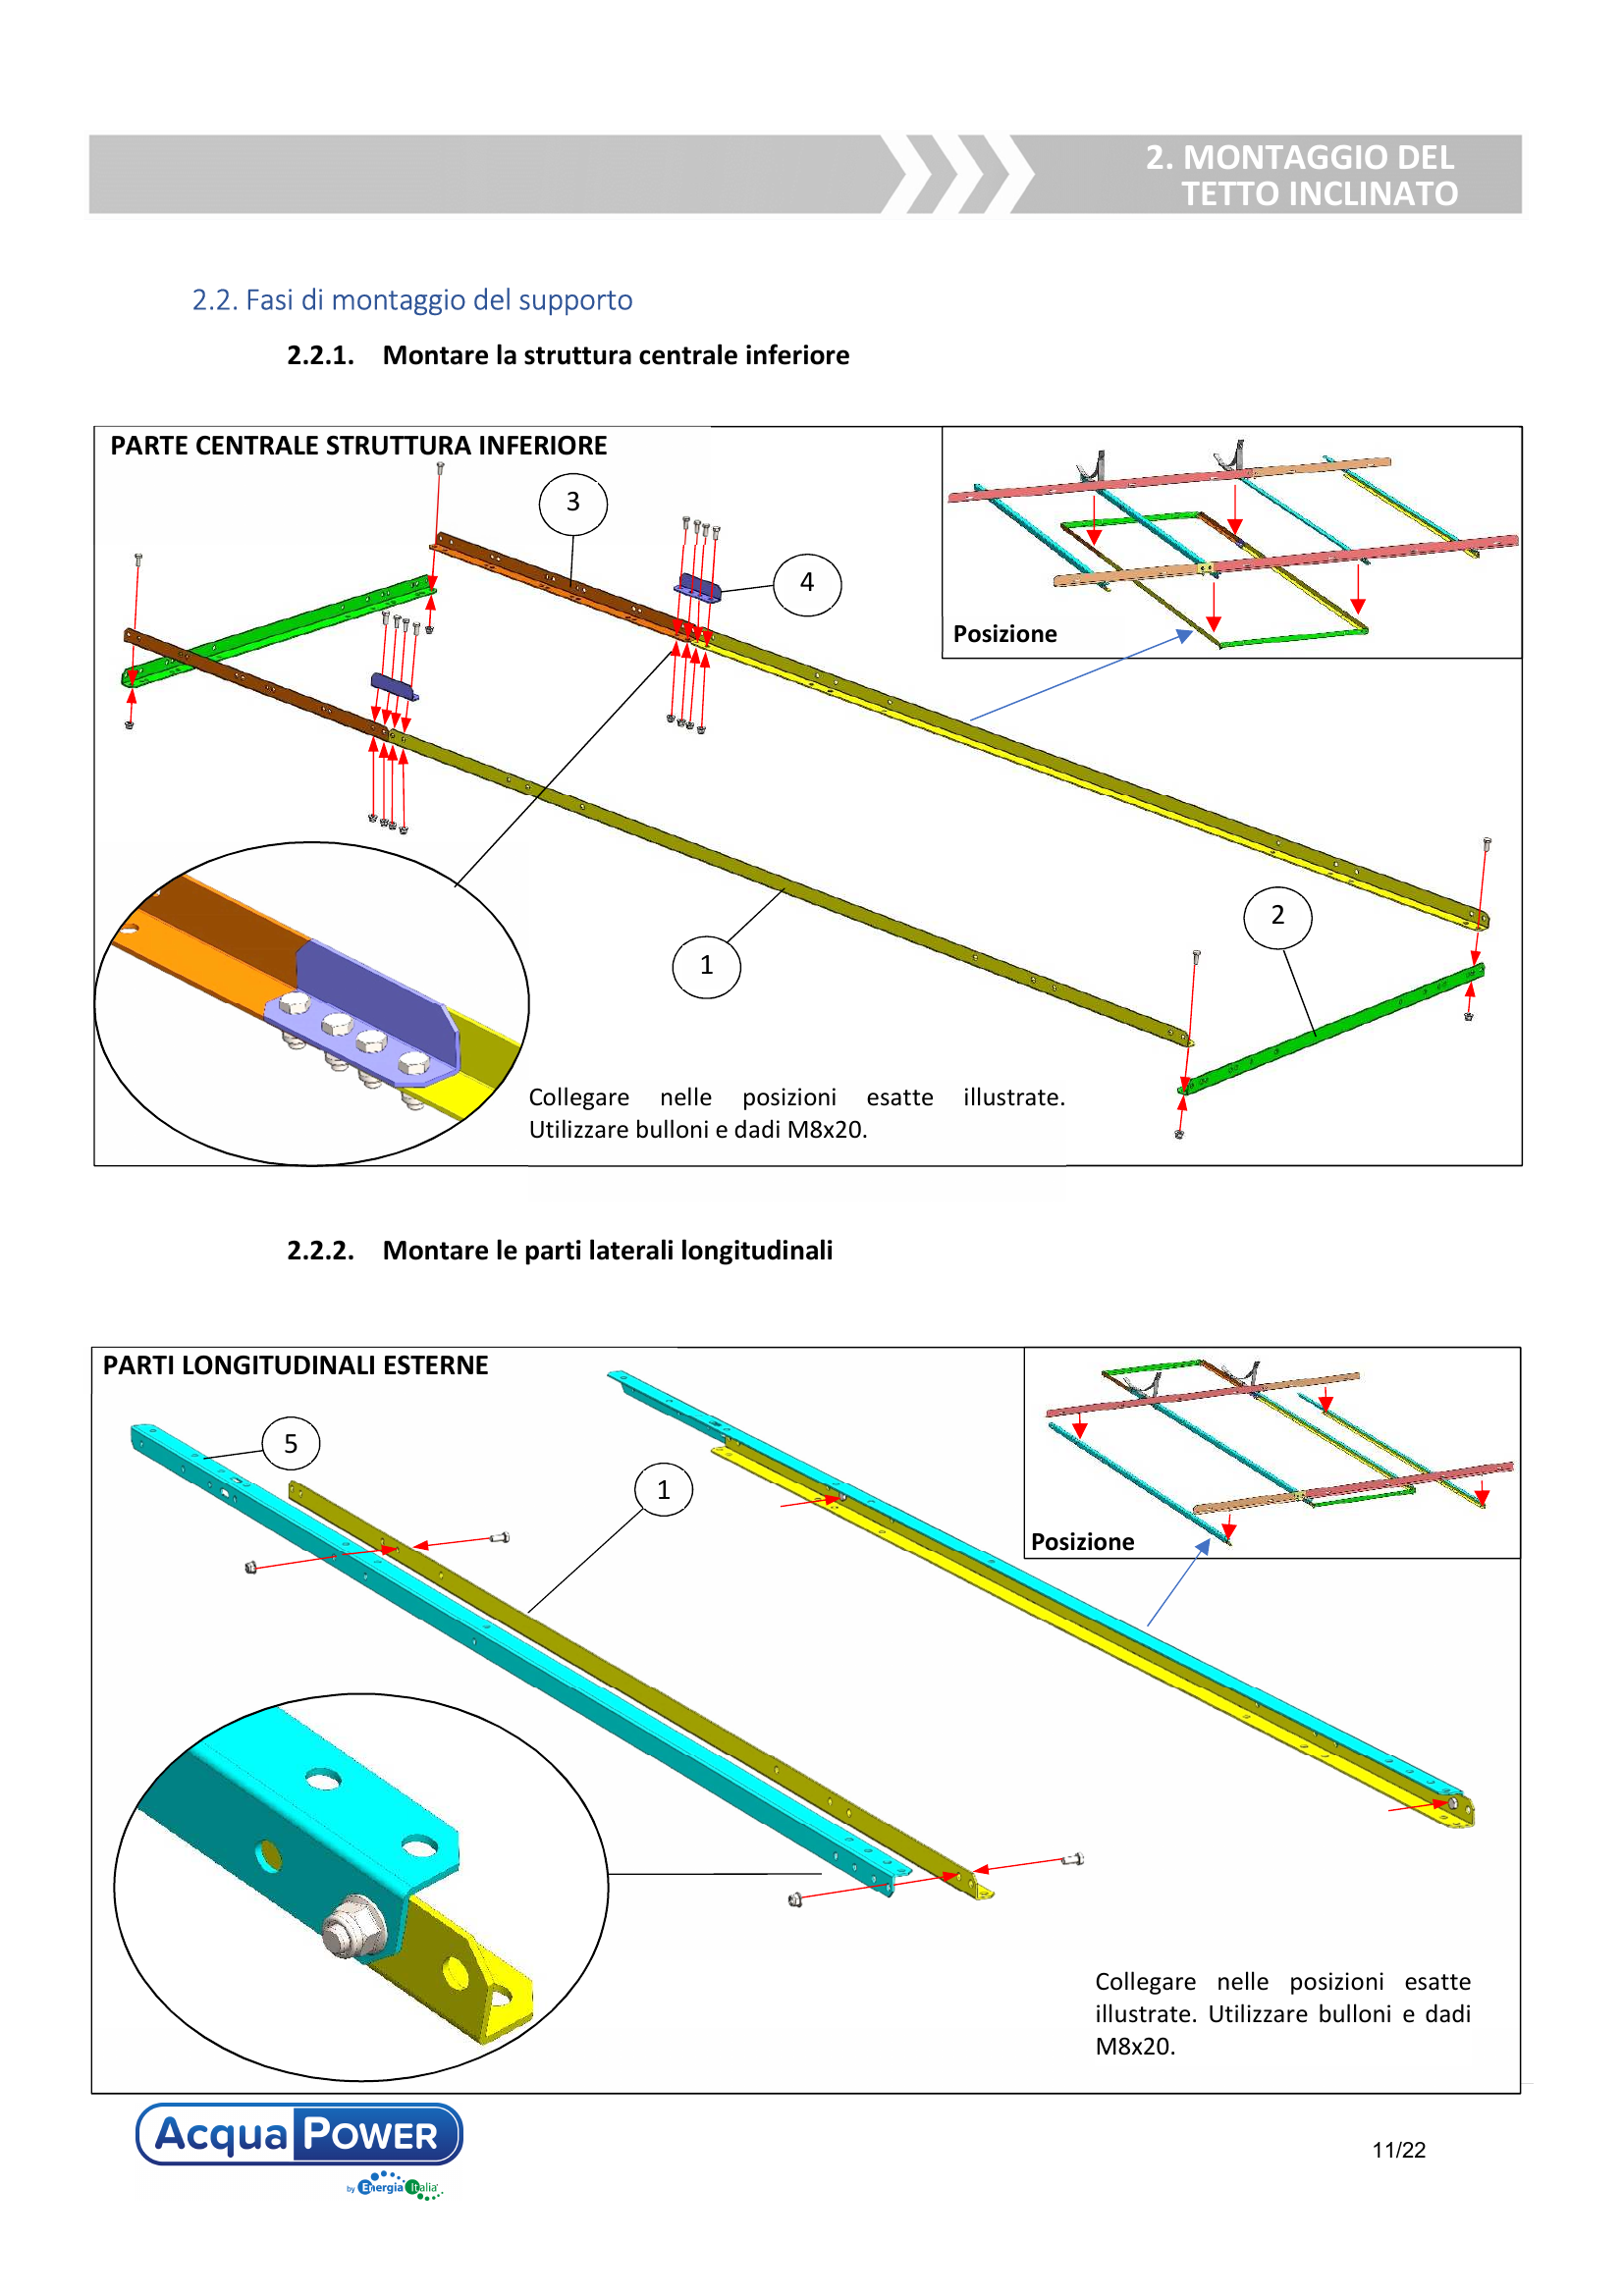 2. MONTAGGIO DEL
TETTO INCLINATO
2.2. Fasi di montaggio del supporto
2.2.1. Montare la struttura centrale inferiore
PARTE CENTRALE STRUTTURA INFERIORE
3
4
Posizione
2
1
Collegare nelle posizioni esatte illustrate.
Utilizzare bulloni e dadi M8x20.
2.2.2. Montare le parti laterali longitudinali
PARTI LONGITUDINALI ESTERNE
5
1
Posizione
Collegare nelle posizioni esatte
illustrate. Utilizzare bulloni e dadi
M8x20.
Acqua POWER
by Energia Italia
11/22